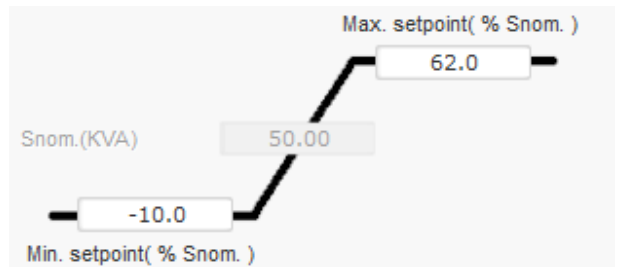 Max. setpoint( % Snom. )
62.0
Snom.(KVA)
50.00
-10.0
Min. setpoint( % Snom. )